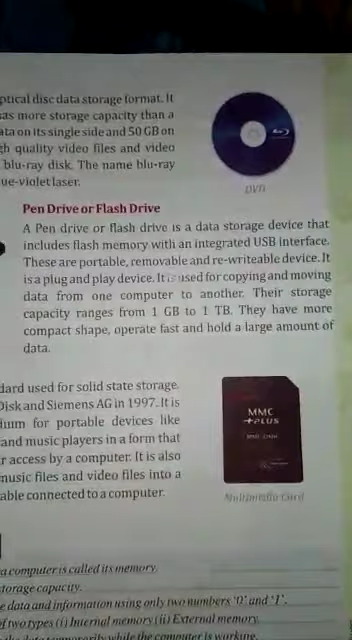 ptical disc data storage format. It
as more storage capacity than a
ata on its single side and 50 GB on
gh quality video files and video
blu-ray disk. The name blu-ray
ue-violet laser.
DVD
Pen Drive or Flash Drive
A Pen drive or flash drive is a data storage device that
includes flash memory with an integrated USB interface.
These are portable, removable and re-writeable device. It
is a plug and play device. It is used for copying and moving
data from one computer to another. Their storage
capacity ranges from 1 GB to 1 TB. They have more
compact shape, operate fast and hold a large amount of
data.
dard used for solid state storage.
Disk and Siemens AG in 1997. It is
ium for portable devices like
and music players in a form that
r access by a computer. It is also
music files and video files into a
able connected to a computer.
MMC
PLUS
Multimedia Card
a computer is called its memory.
storage capacity.
e data and information using only two numbers '0' and '1'.
of two types (i) Internal memory (ii) External memory.
the data temporarily while the computer is working.